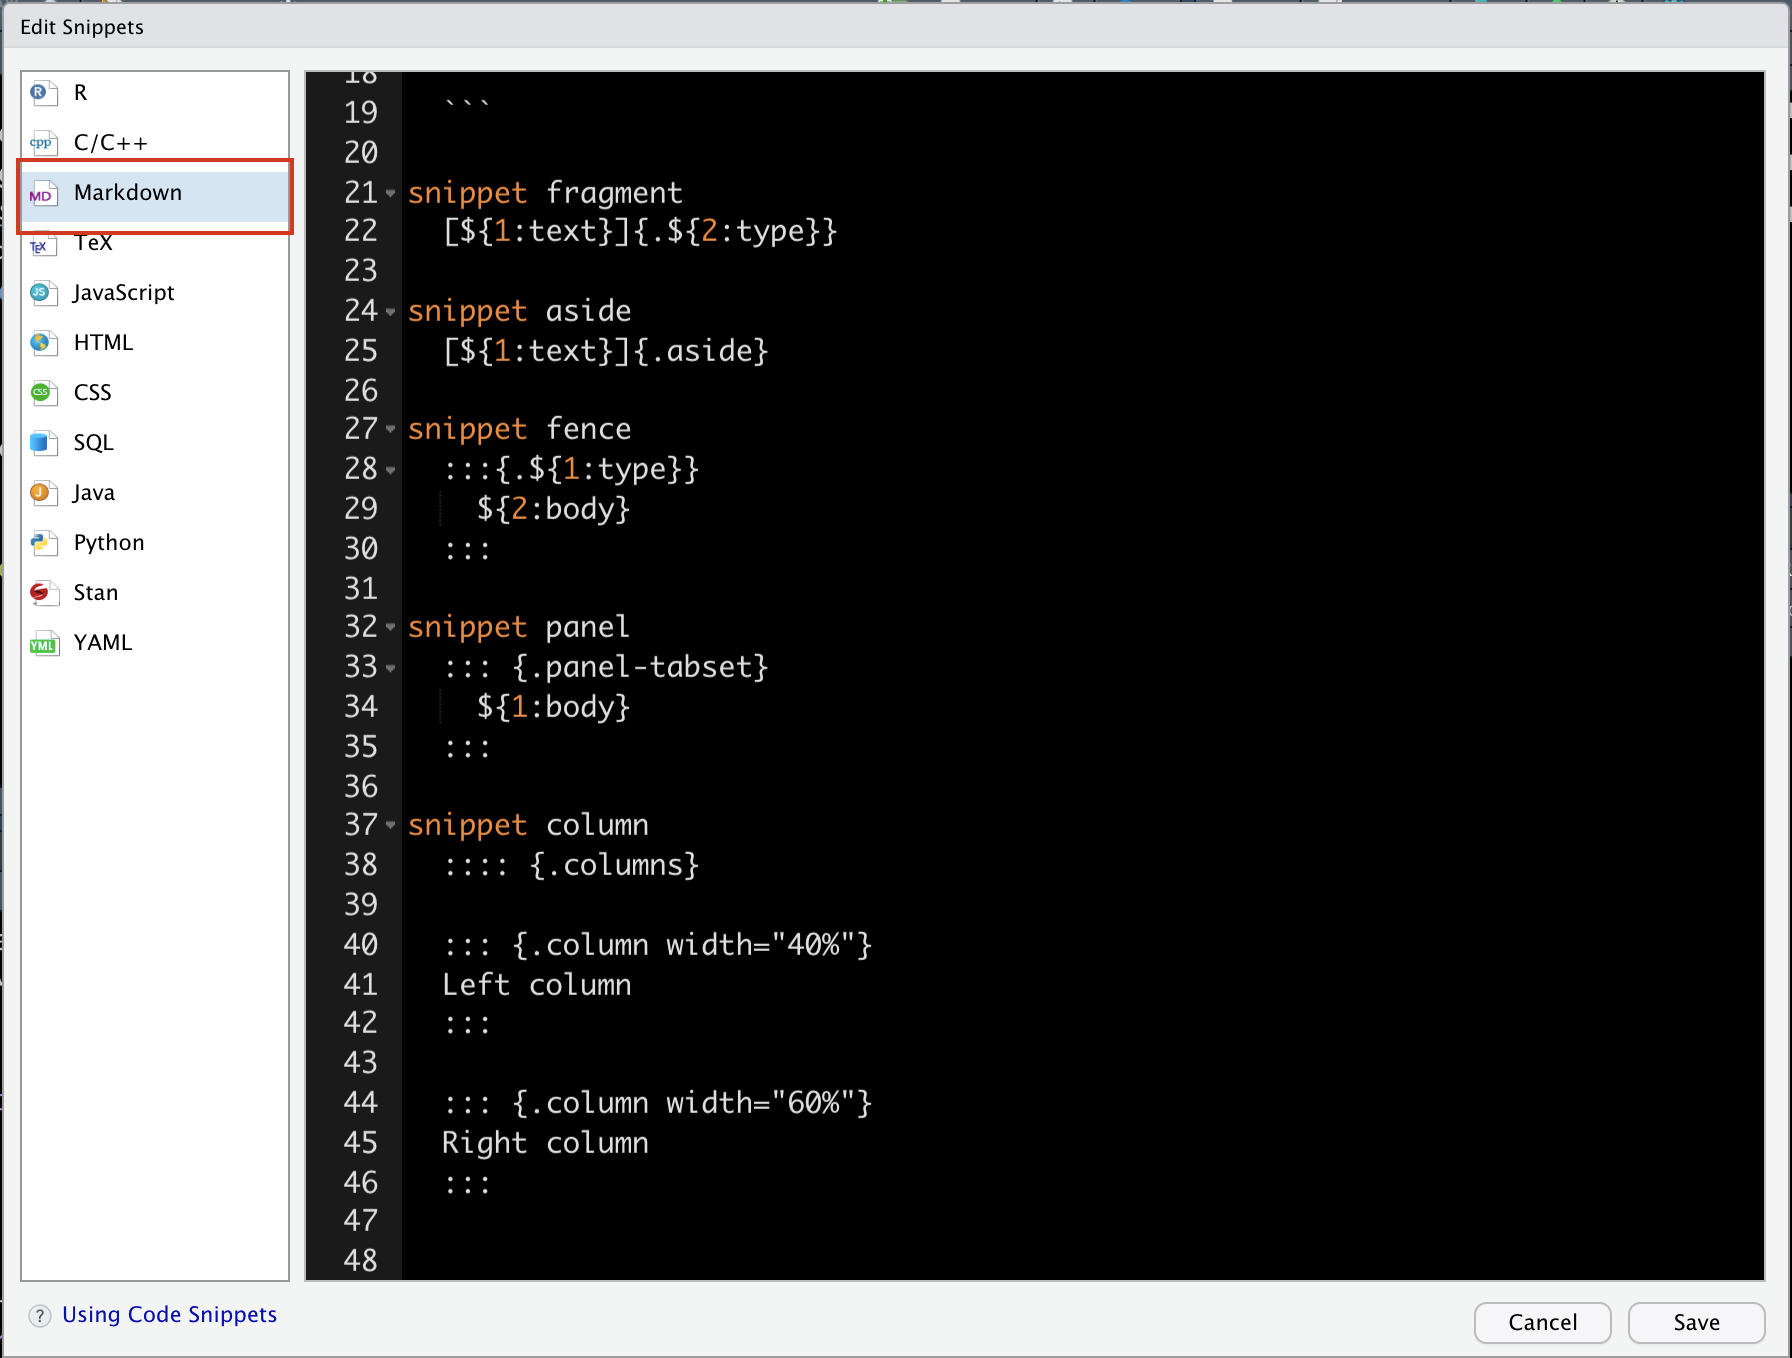 Edit Snippets
R
C/C++
Markdown
TeX
JavaScript
HTML
CSS
SQL
Java
Python
Stan
YAML
18
19   ```
20
21 snippet fragment
22   [${1:text}]{.${2:type}}
23
24 snippet aside
25   [${1:text}]{.aside}
26
27 snippet fence
28   :::{.${1:type}}
29     ${2:body}
30   :::
31
32 snippet panel
33   ::: {.panel-tabset}
34     ${1:body}
35   :::
36
37 snippet column
38   :::: {.columns}
39
40   ::: {.column width="40%"}
41   Left column
42   :::
43
44   ::: {.column width="60%"}
45   Right column
46   :::
47
48
? Using Code Snippets
Cancel
Save